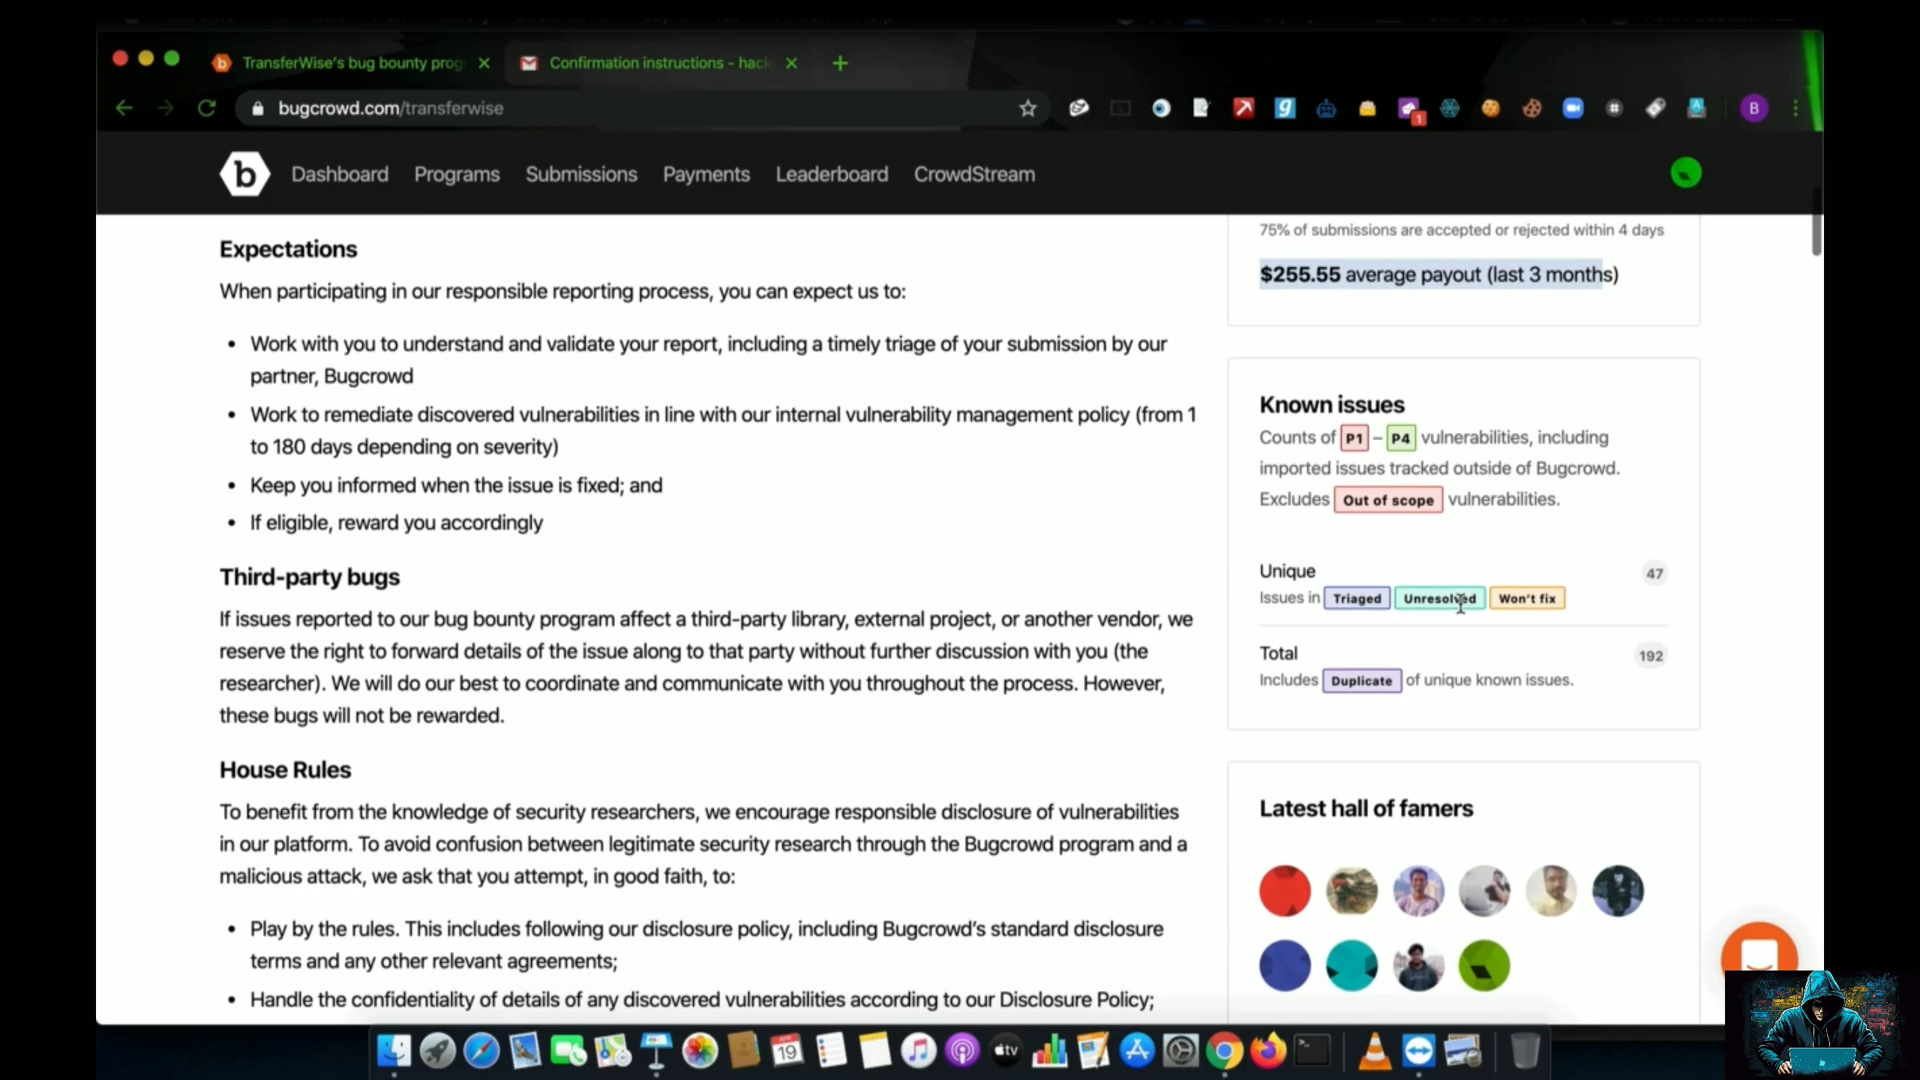 TransferWise's bug bounty prog
Confirmation instructions - hack
bugcrowd.com/transferwise
1
B
b
Dashboard
Programs
Submissions
Payments
Leaderboard
CrowdStream
Expectations
When participating in our responsible reporting process, you can expect us to:
• Work with you to understand and validate your report, including a timely triage of your submission by our
partner, Bugcrowd
• Work to remediate discovered vulnerabilities in line with our internal vulnerability management policy (from 1
to 180 days depending on severity)
• Keep you informed when the issue is fixed; and
• If eligible, reward you accordingly
Third-party bugs
If issues reported to our bug bounty program affect a third-party library, external project, or another vendor, we
reserve the right to forward details of the issue along to that party without further discussion with you (the
researcher). We will do our best to coordinate and communicate with you throughout the process. However,
these bugs will not be rewarded.
House Rules
To benefit from the knowledge of security researchers, we encourage responsible disclosure of vulnerabilities
in our platform. To avoid confusion between legitimate security research through the Bugcrowd program and a
malicious attack, we ask that you attempt, in good faith, to:
• Play by the rules. This includes following our disclosure policy, including Bugcrowd's standard disclosure
terms and any other relevant agreements;
• Handle the confidentiality of details of any discovered vulnerabilities according to our Disclosure Policy;
75% of submissions are accepted or rejected within 4 days
$255.55 average payout (last 3 months)
Known issues
Counts of P1 – P4 vulnerabilities, including
imported issues tracked outside of Bugcrowd.
Excludes Out of scope vulnerabilities.
Unique
47
Issues in Triaged Unresolved Won't fix
Total
192
Includes Duplicate of unique known issues.
Latest hall of famers
19
tv